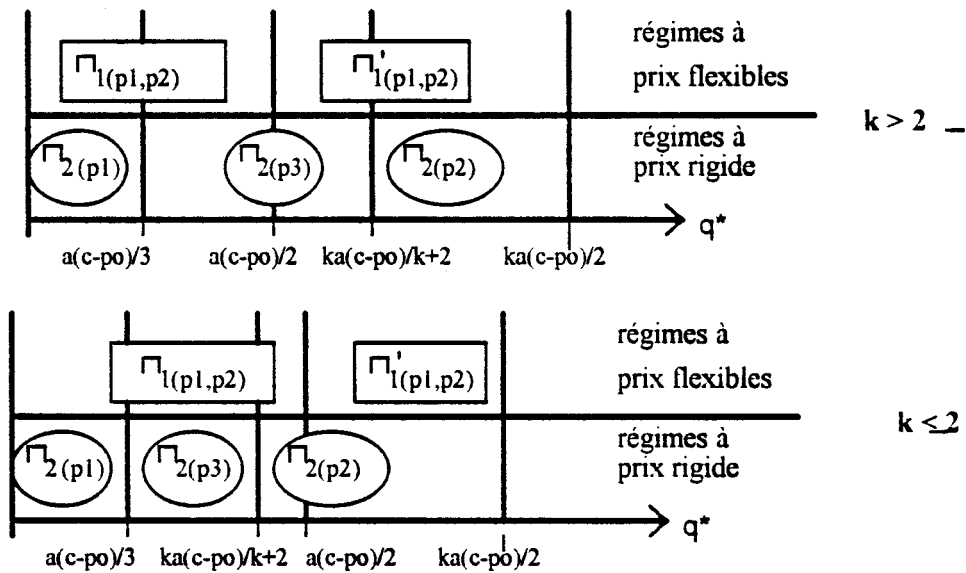 régimes à
Π1(p1,p2) Π'1(p1,p2) prix flexibles
k > 2
régimes à
Π2(p1) Π2(p3) Π2(p2) prix rigide
q*
a(c-po)/3 a(c-po)/2 ka(c-po)/k+2 ka(c-po)/2
régimes à
Π1(p1,p2) Π'1(p1,p2) prix flexibles
k ≤ 2
régimes à
Π2(p1) Π2(p3) Π2(p2) prix rigide
q*
a(c-po)/3 ka(c-po)/k+2 a(c-po)/2 ka(c-po)/2